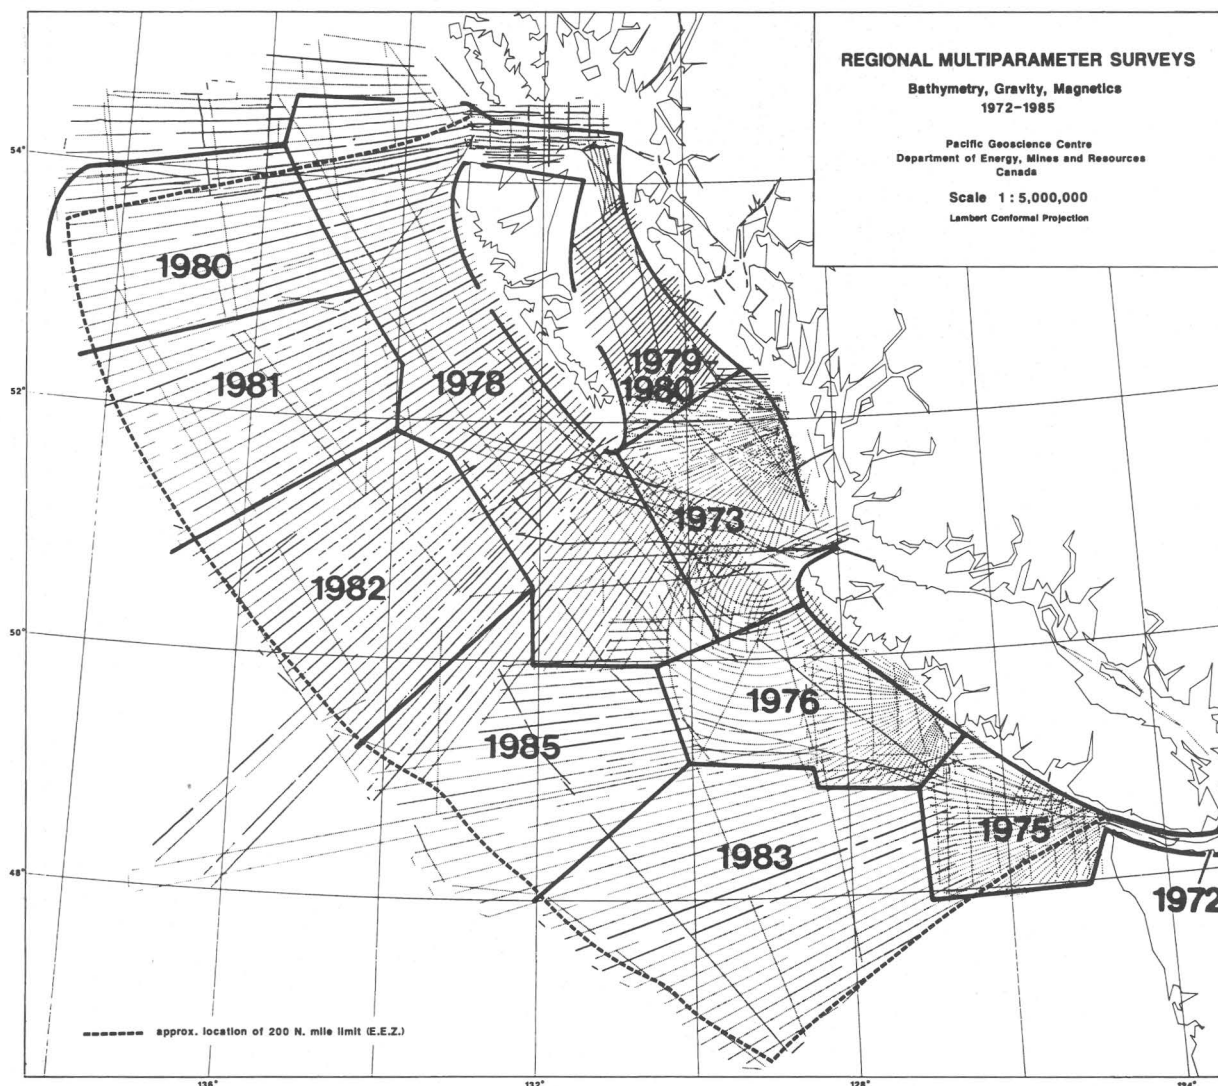 REGIONAL MULTIPARAMETER SURVEYS
Bathymetry, Gravity, Magnetics
1972-1985
Pacific Geoscience Centre
Department of Energy, Mines and Resources
Canada
Scale 1 : 5,000,000
Lambert Conformal Projection
54°
1980
1979-
1980
1981
1978
52°
1973
1982
50°
1976
1985
1975
1983
48°
1972
approx. location of 200 N. mile limit (E.E.Z.)
136°
132°
128°
124°